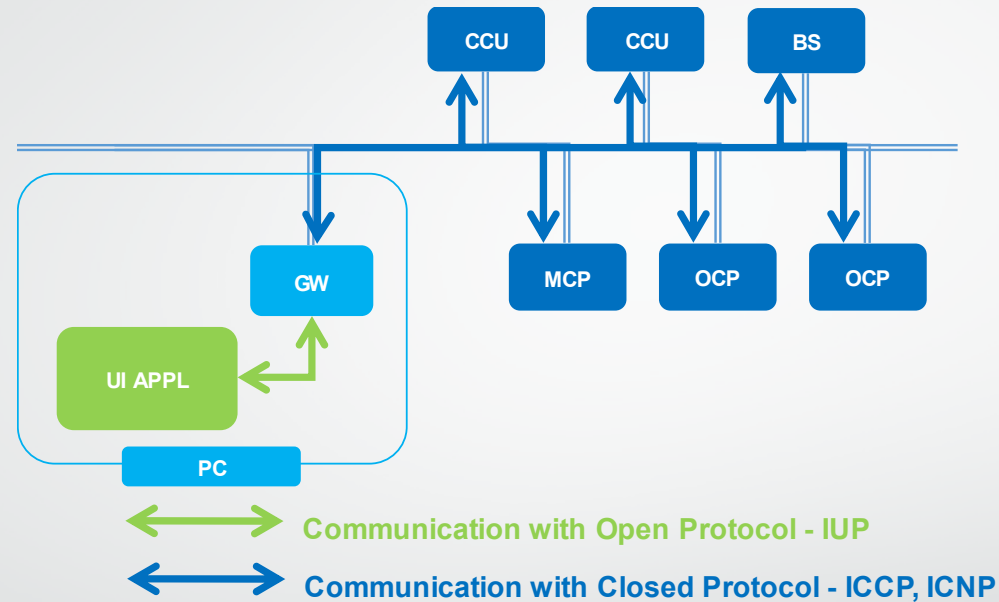 CCU
CCU
BS
GW
MCP
OCP
OCP
UI APPL
PC
Communication with Open Protocol - IUP
Communication with Closed Protocol - ICCP, ICNP